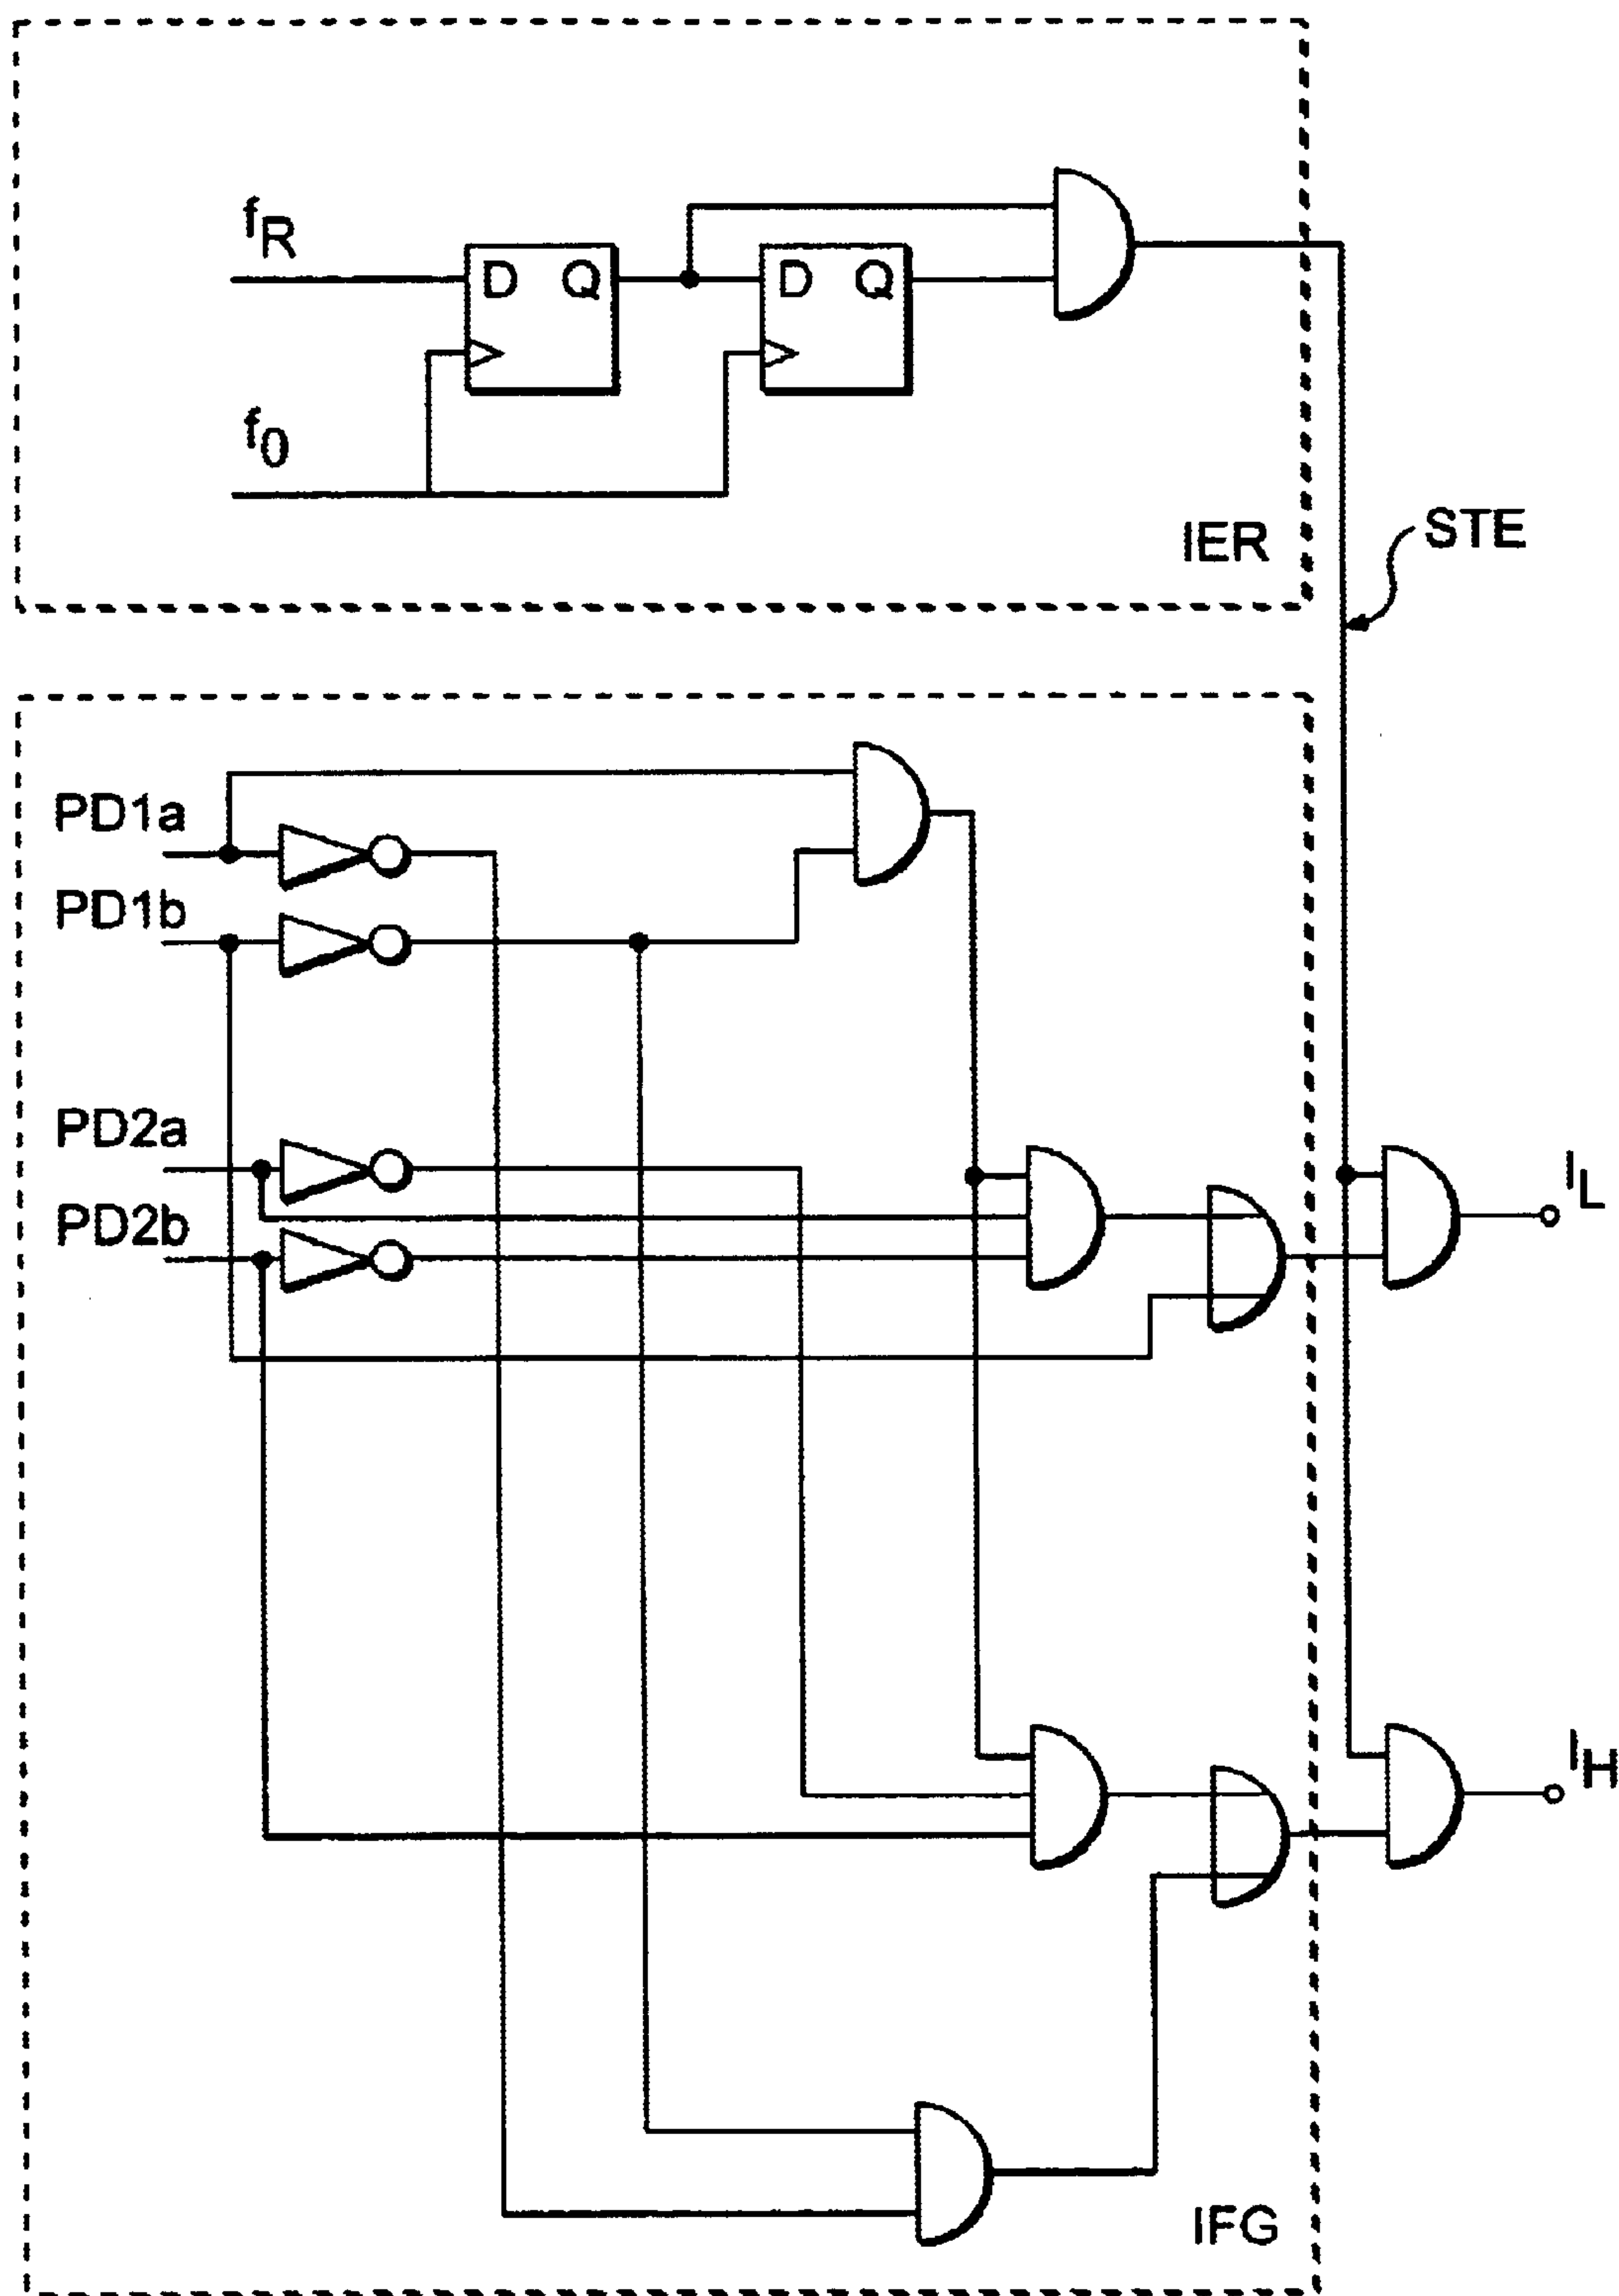 fR
D Q
D Q
f0
IER
STE
PD1a
PD1b
PD2a
PD2b
IL
IH
IFG